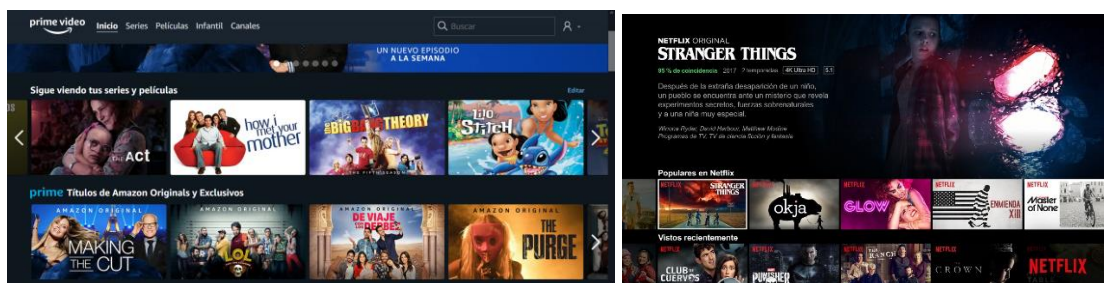 prime video Inicio Series Películas Infantil Canales
Buscar
UN NUEVO EPISODIO
A LA SEMANA
Sigue viendo tus series y películas
Editar
THE ACT
how i met your mother
THE BIG BANG THEORY
Lilo Stitch
prime Títulos de Amazon Originals y Exclusivos
AMAZON ORIGINAL
MAKING
THE CUT
AMAZON ORIGINAL
LOL
AMAZON ORIGINAL
DE VIAJE
CON LOS
DERBEZ
AMAZON ORIGINAL
THE
PURGE
NETFLIX ORIGINAL
STRANGER THINGS
95 % de coincidencia 2017 2 temporadas 4K Ultra HD 5.1
Después de la extraña desaparición de un niño,
un pueblo se encuentra ante un misterio que revela
experimentos secretos, fuerzas sobrenaturales
y a una niña muy especial.
Winona Ryder, David Harbour, Matthew Modine
Programas de TV, TV de ciencia ficción y fantasía
Populares en Netflix
NETFLIX
STRANGER
THINGS
NETFLIX
okja
NETFLIX
GLOW
NETFLIX
ENMIENDA
XIII
NETFLIX
Master
of None
Vistos recientemente
NETFLIX
CLUB de
CUERVOS
PUNISHER
NETFLIX
THE
RANCH
CROWN
NETFLIX